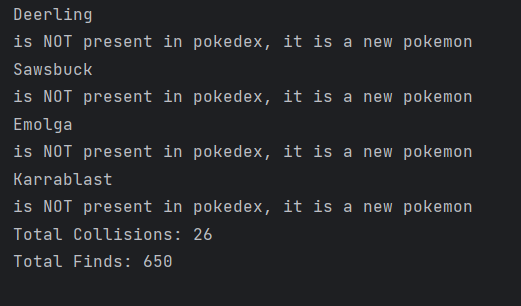 Deerling
is NOT present in pokedex, it is a new pokemon
Sawsbuck
is NOT present in pokedex, it is a new pokemon
Emolga
is NOT present in pokedex, it is a new pokemon
Karrablast
is NOT present in pokedex, it is a new pokemon
Total Collisions: 26
Total Finds: 650